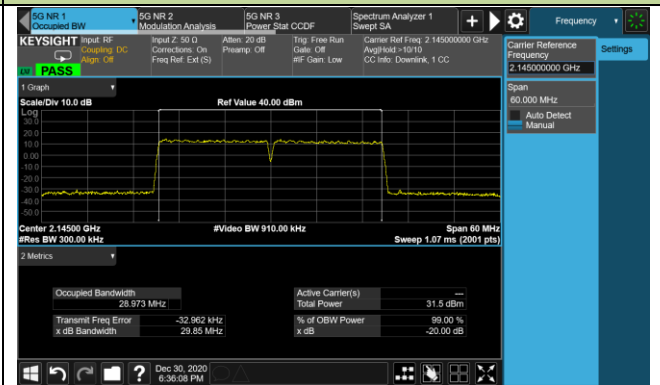 5G NR 1
Occupied BW
5G NR 2
Modulation Analysis
5G NR 3
Power Stat CCDF
Spectrum Analyzer 1
Swept SA
Frequency
KEYSIGHT
Input: RF
Coupling: DC
Align: Off
Input Z: 50 Ω
Corrections: On
Freq Ref: Ext (S)
Atten: 20 dB
Preamp: Off
Trig: Free Run
Gate: Off
#IF Gain: Low
Carrier Ref Freq: 2.145000000 GHz
Avg|Hold:>10/10
CC Info: Downlink, 1 CC
PASS
Carrier Reference
Frequency
2.145000000 GHz
Settings
Span
60.000 MHz
Auto Detect
Manual
1 Graph
Scale/Div 10.0 dB
Ref Value 40.00 dBm
Log
30.0
20.0
10.0
0.00
-10.0
-20.0
-30.0
-40.0
-50.0
Center 2.14500 GHz
#Video BW 910.00 kHz
Span 60 MHz
#Res BW 300.00 kHz
Sweep 1.07 ms (2001 pts)
2 Metrics
Occupied Bandwidth
28.973 MHz
Active Carrier(s)
---
Total Power
31.5 dBm
Transmit Freq Error
-32.962 kHz
% of OBW Power
99.00 %
x dB Bandwidth
29.85 MHz
x dB
-20.00 dB
Dec 30, 2020
6:36:08 PM